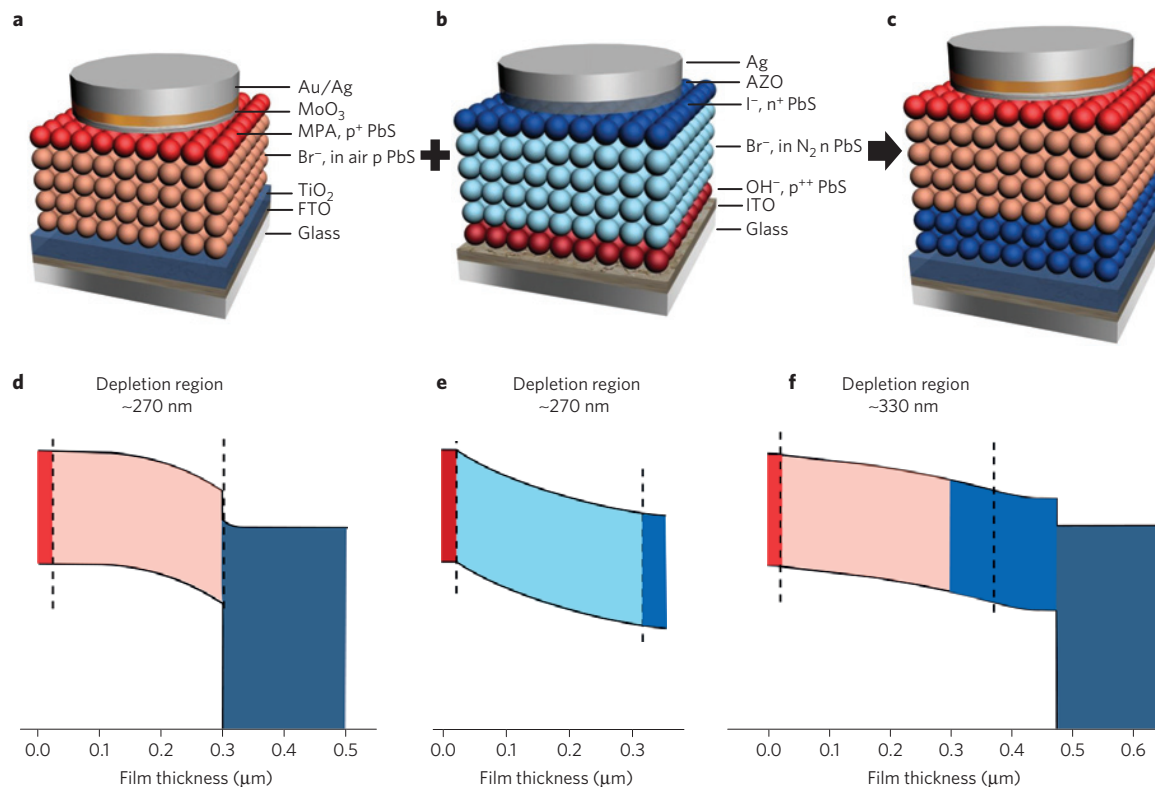 a
Au/Ag
MoO₃
MPA, p⁺ PbS
Br⁻, in air p PbS
TiO₂
FTO
Glass
b
Ag
AZO
I⁻, n⁺ PbS
Br⁻, in N₂ n PbS
OH⁻, p⁺⁺ PbS
ITO
Glass
c
d
Depletion region
~270 nm
0.0 0.1 0.2 0.3 0.4 0.5
Film thickness (μm)
e
Depletion region
~270 nm
0.0 0.1 0.2 0.3
Film thickness (μm)
f
Depletion region
~330 nm
0.0 0.1 0.2 0.3 0.4 0.5 0.6
Film thickness (μm)